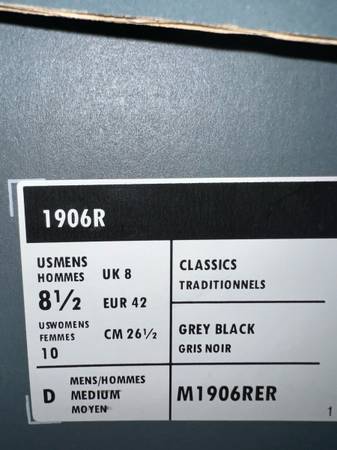 1906R
USMENS
HOMMES
8½
UK 8
EUR 42
USWOMENS
FEMMES
10
CM 26½
CLASSICS
TRADITIONNELS
GREY BLACK
GRIS NOIR
D
MENS/HOMMES
MEDIUM
MOYEN
M1906RER
1